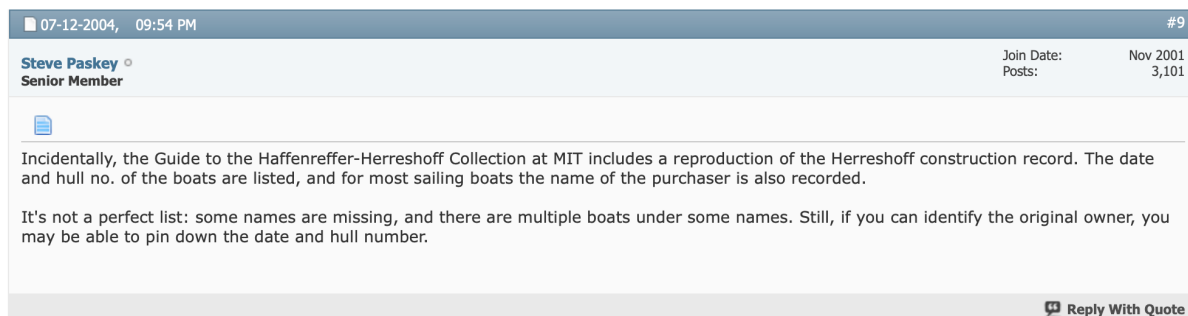 07-12-2004, 09:54 PM #9
Steve Paskey
Senior Member
Join Date: Nov 2001
Posts: 3,101
Incidentally, the Guide to the Haffenreffer-Herreshoff Collection at MIT includes a reproduction of the Herreshoff construction record. The date
and hull no. of the boats are listed, and for most sailing boats the name of the purchaser is also recorded.
It's not a perfect list: some names are missing, and there are multiple boats under some names. Still, if you can identify the original owner, you
may be able to pin down the date and hull number.
Reply With Quote